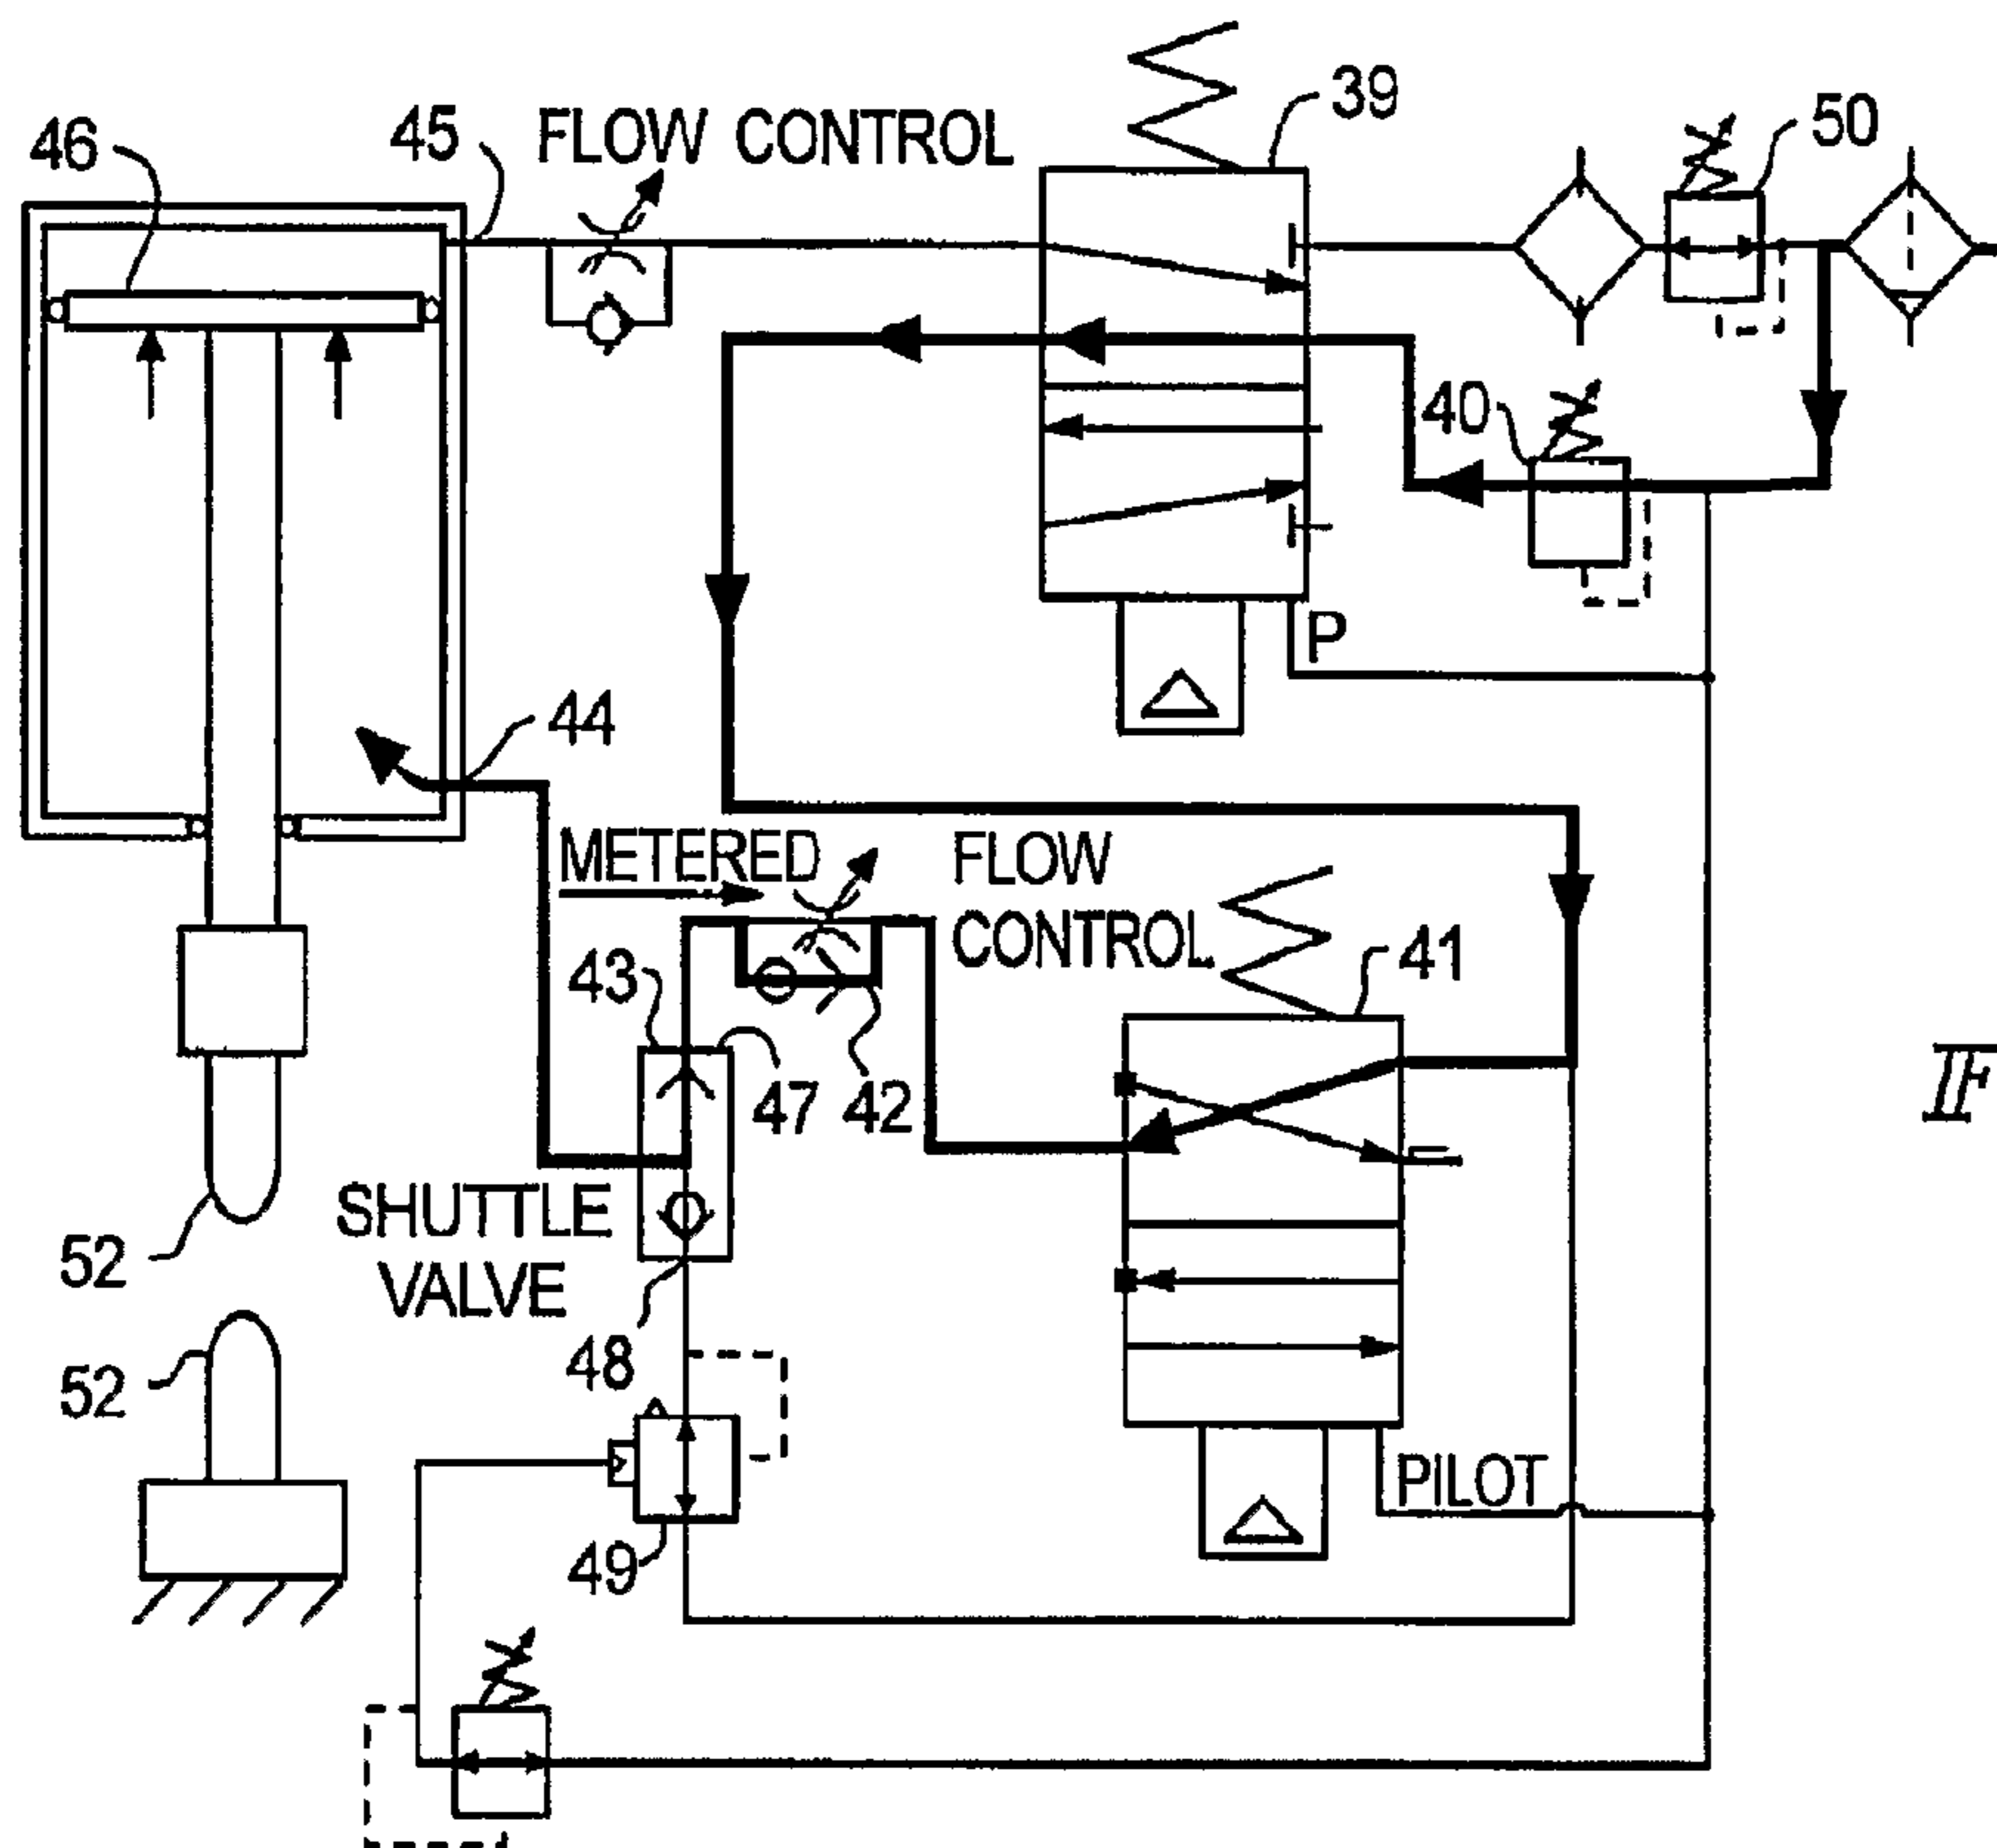 46
45
FLOW CONTROL
39
50
40
P
44
METERED
FLOW
CONTROL
43
41
47
42
SHUTTLE
VALVE
52
48
52
PILOT
49